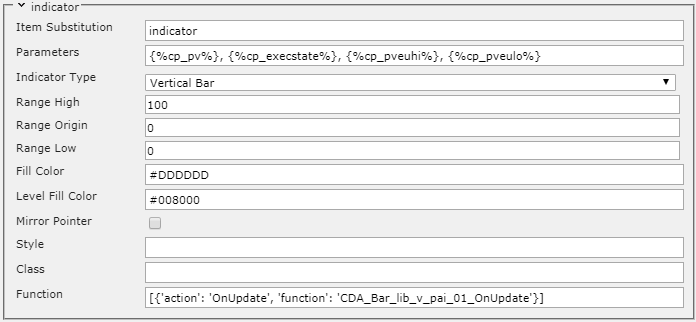 indicator
Item Substitution indicator
Parameters {%cp_pv%}, {%cp_execstate%}, {%cp_pveuhi%}, {%cp_pveulo%}
Indicator Type Vertical Bar
Range High 100
Range Origin 0
Range Low 0
Fill Color #DDDDDD
Level Fill Color #008000
Mirror Pointer
Style
Class
Function [{'action': 'OnUpdate', 'function': 'CDA_Bar_lib_v_pai_01_OnUpdate'}]